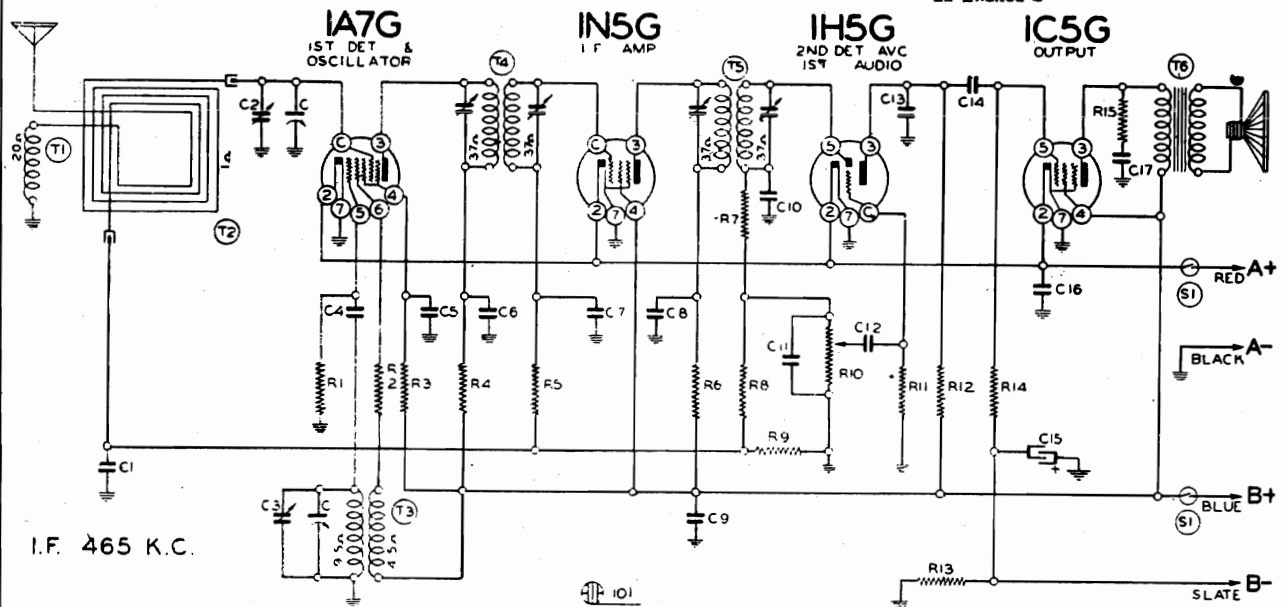 1A7G
1ST DET &
OSCILLATOR
1N5G
I.F AMP
1H5G
2ND DET AVC
1ST AUDIO
1C5G
OUTPUT
T4
T5
T6
C2
C
C13
C14
R15
C17
20Ω
T1
T2
37Ω
37Ω
37Ω
37Ω
C 3
2 7 5 6 4
C 3
2 7 4
R7
C10
5 3
2 7 C
5 3
2 7 4
S1
RED
A+
C16
C4
C5
C6
C7
C8
C11
C12
A-
BLACK
R1
R2
R3
R4
R5
R6
R8
R10
R11
R12
R14
R9
C15
+
C1
C3
C
T3
9.5Ω
4.5Ω
C9
S1
BLUE
B+
I.F. 465 K.C.
101
R13
SLATE
B-